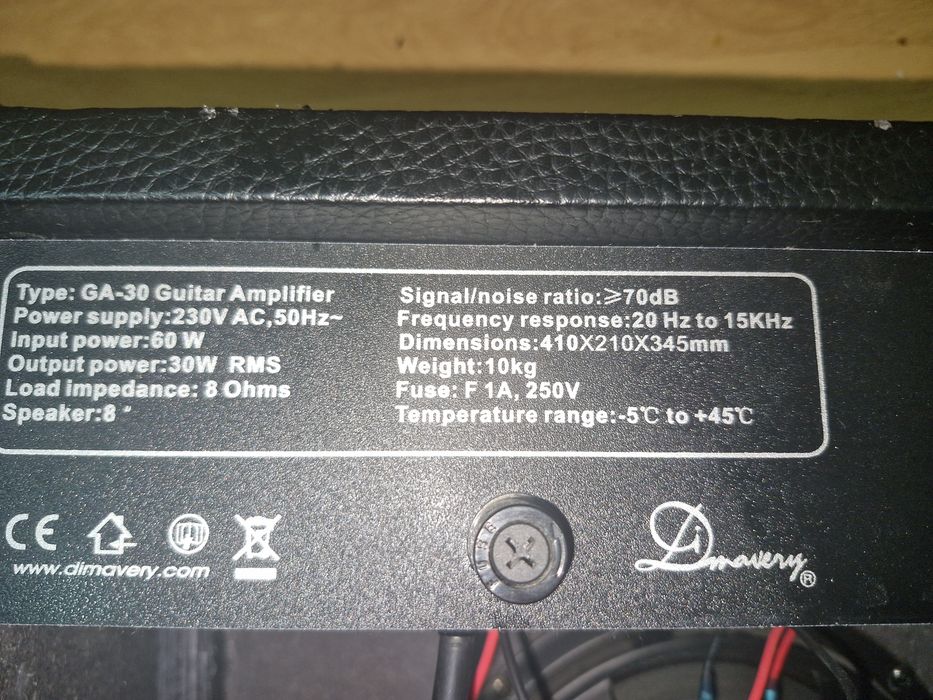 Type: GA-30 Guitar Amplifier
Power supply:230V AC,50Hz~
Input power:60 W
Output power:30W RMS
Load impedance: 8 Ohms
Speaker:8 "
Signal/noise ratio:≥70dB
Frequency response:20 Hz to 15KHz
Dimensions:410X210X345mm
Weight:10kg
Fuse: F 1A, 250V
Temperature range:-5℃ to +45℃
CE
www.dimavery.com
Dimavery®